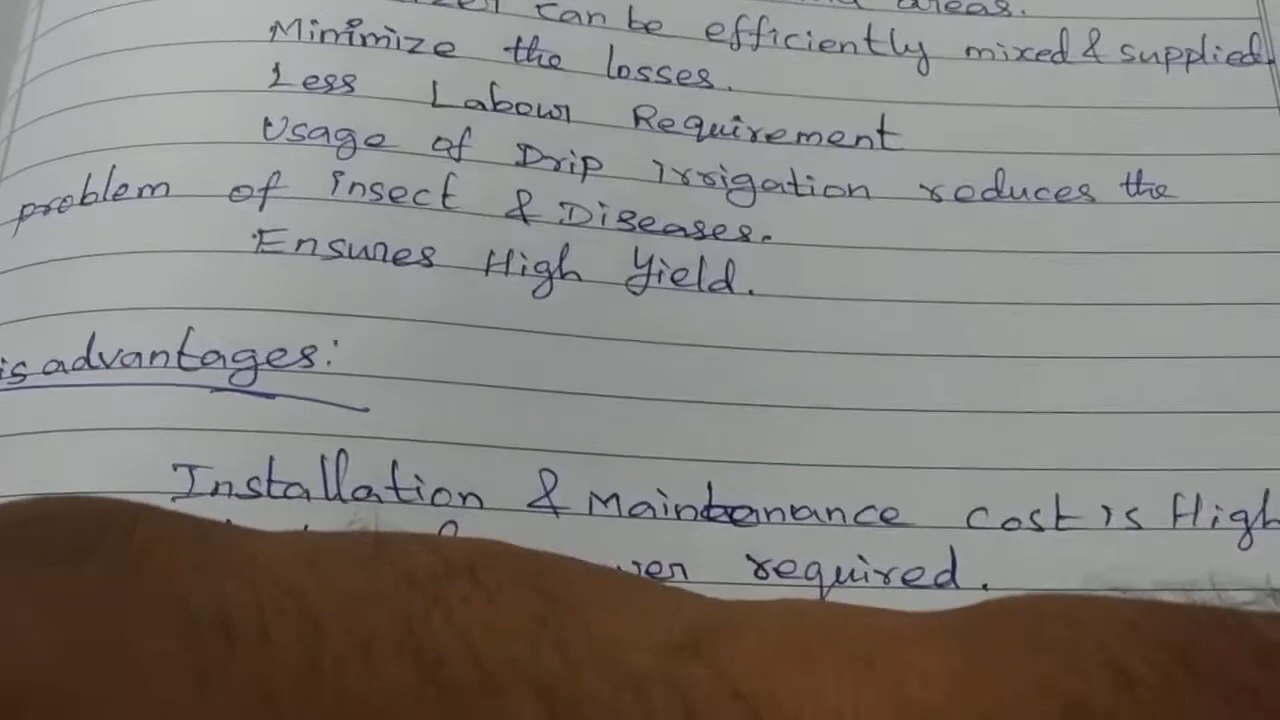 areas.
can be efficiently mixed & supplied.
Minimize the losses.
Less Labour Requirement
Usage of Drip Irrigation reduces the
problem of insect & Diseases.
Ensures High Yield.
isadvantages:
Installation & Maintenance cost is High
required.